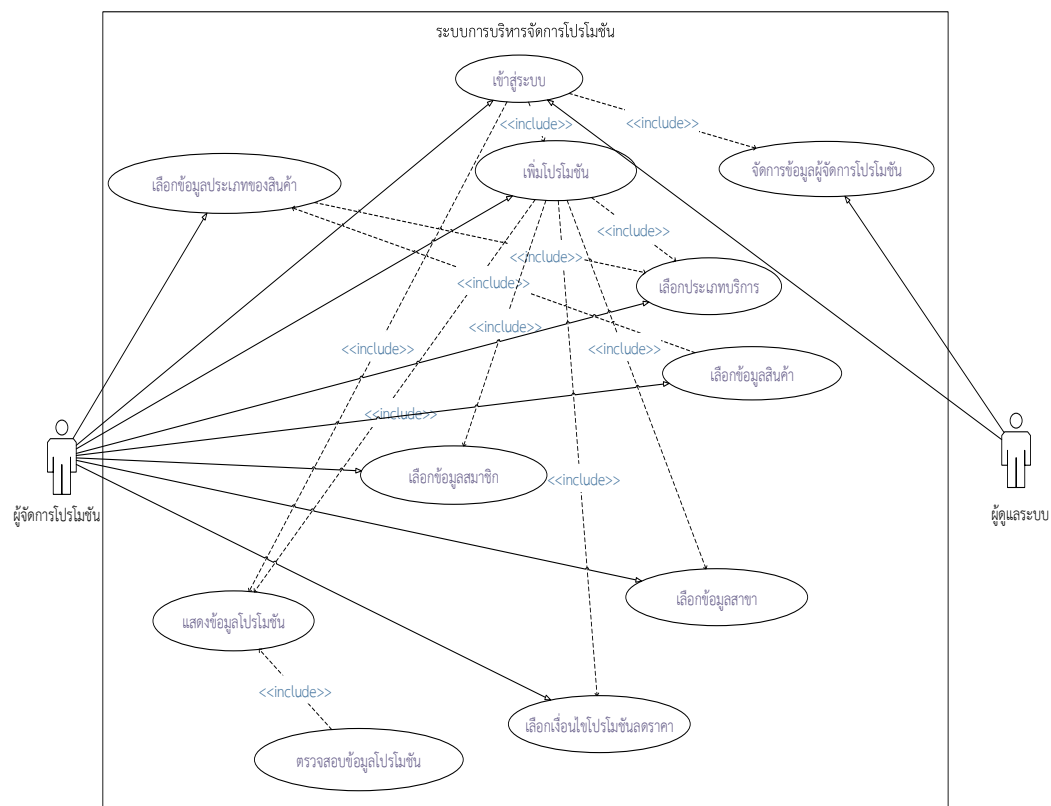 ระบบการบริหารจัดการโปรโมชัน
เข้าสู่ระบบ
<<include>>
<<include>>
เลือกข้อมูลประเภทของสินค้า
เพิ่มโปรโมชัน
จัดการข้อมูลผู้จัดการโปรโมชัน
<<include>>
<<include>>
<<include>>
เลือกประเภทบริการ
<<include>>
<<include>>
<<include>>
เลือกข้อมูลสินค้า
<<include>>
เลือกข้อมูลสมาชิก
<<include>>
ผู้จัดการโปรโมชัน
ผู้ดูแลระบบ
เลือกข้อมูลสาขา
แสดงข้อมูลโปรโมชัน
<<include>>
เลือกเงื่อนไขโปรโมชันลดราคา
ตรวจสอบข้อมูลโปรโมชัน